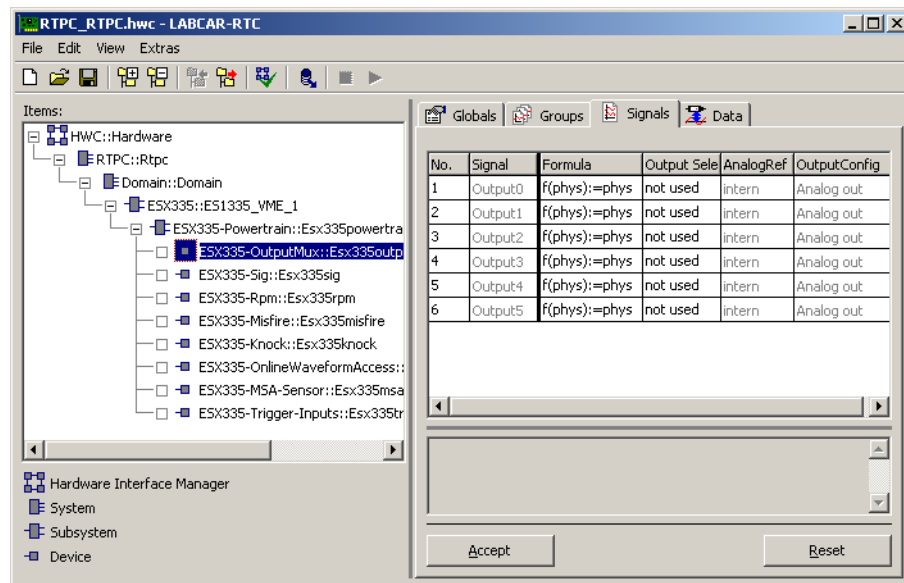 RTPC_RTPC.hwc - LABCAR-RTC
File Edit View Extras
Items:
HWC::Hardware
RTPC::Rtpc
Domain::Domain
ESX335::ES1335_VME_1
ESX335-Powertrain::Esx335powertra
ESX335-OutputMux::Esx335outp
ESX335-Sig::Esx335sig
ESX335-Rpm::Esx335rpm
ESX335-Misfire::Esx335misfire
ESX335-Knock::Esx335knock
ESX335-OnlineWaveformAccess::
ESX335-MSA-Sensor::Esx335msa
ESX335-Trigger-Inputs::Esx335tr
Hardware Interface Manager
System
Subsystem
Device
Globals Groups Signals Data
No. Signal Formula Output Sele AnalogRef OutputConfig
1 Output0 f(phys):=phys not used intern Analog out
2 Output1 f(phys):=phys not used intern Analog out
3 Output2 f(phys):=phys not used intern Analog out
4 Output3 f(phys):=phys not used intern Analog out
5 Output4 f(phys):=phys not used intern Analog out
6 Output5 f(phys):=phys not used intern Analog out
Accept Reset